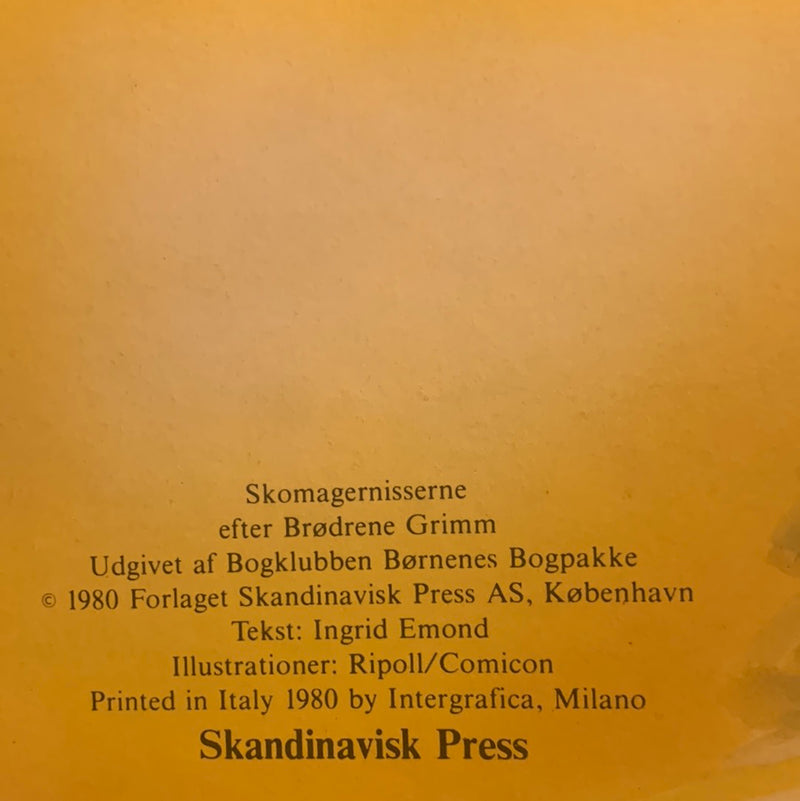 Skomagernisserne
efter Brødrene Grimm
Udgivet af Bogklubben Børnenes Bogpakke
© 1980 Forlaget Skandinavisk Press AS, København
Tekst: Ingrid Emond
Illustrationer: Ripoll/Comicon
Printed in Italy 1980 by Intergrafica, Milano
Skandinavisk Press